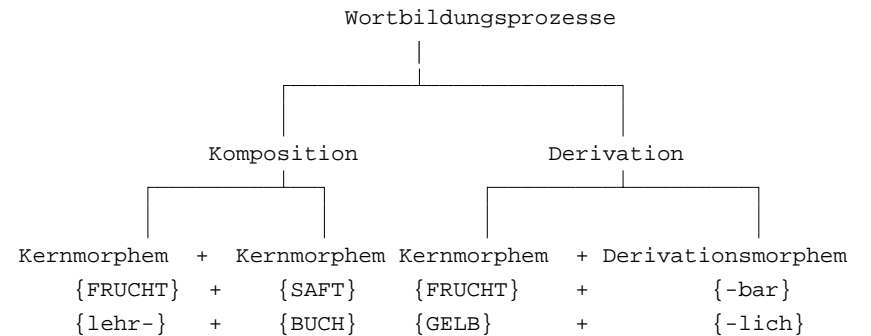 Wortbildungsprozesse
Komposition Derivation
Kernmorphem + Kernmorphem Kernmorphem + Derivationsmorphem
{FRUCHT} + {SAFT} {FRUCHT} + {-bar}
{lehr-} + {BUCH} {GELB} + {-lich}